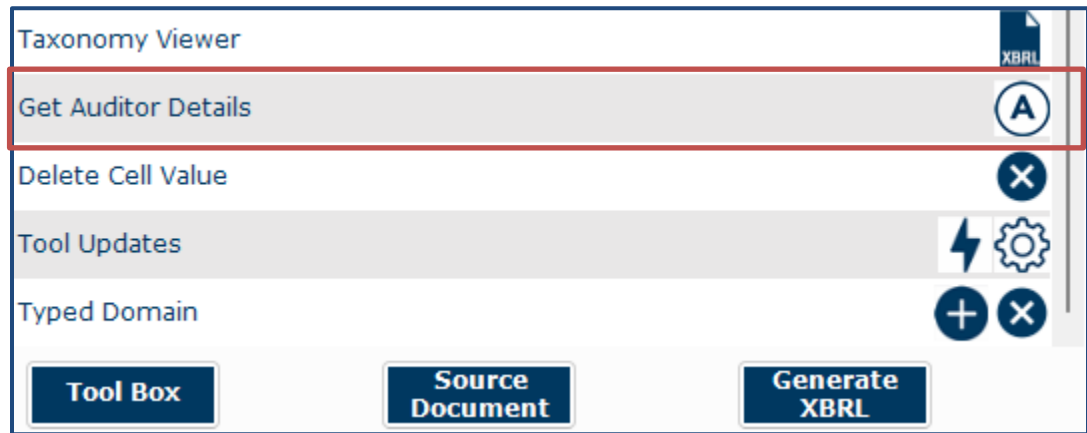 Taxonomy Viewer
XBRL
Get Auditor Details
A
Delete Cell Value
Tool Updates
Typed Domain
Tool Box
Source
Document
Generate
XBRL